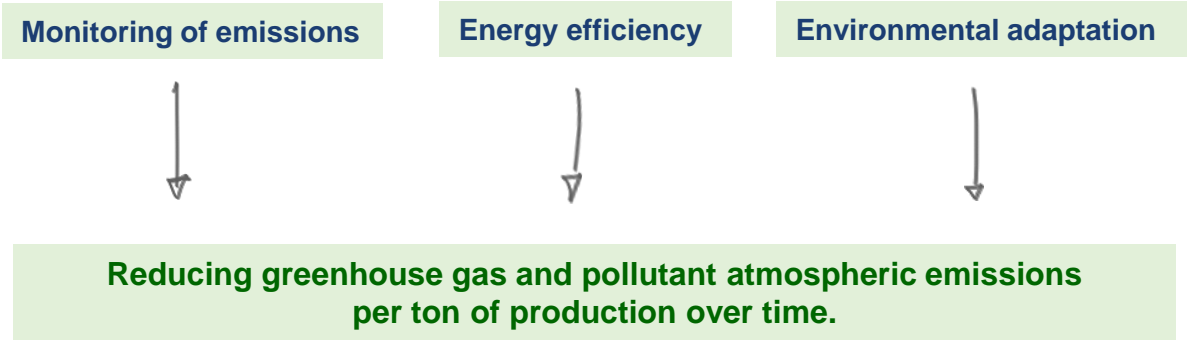 Monitoring of emissions
Energy efficiency
Environmental adaptation
Reducing greenhouse gas and pollutant atmospheric emissions
per ton of production over time.